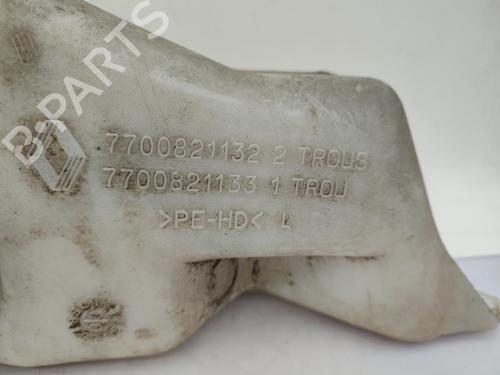 B-PARTS
7700821132 2 TROUS
7700821133 1 TROU
>PE-HD< L